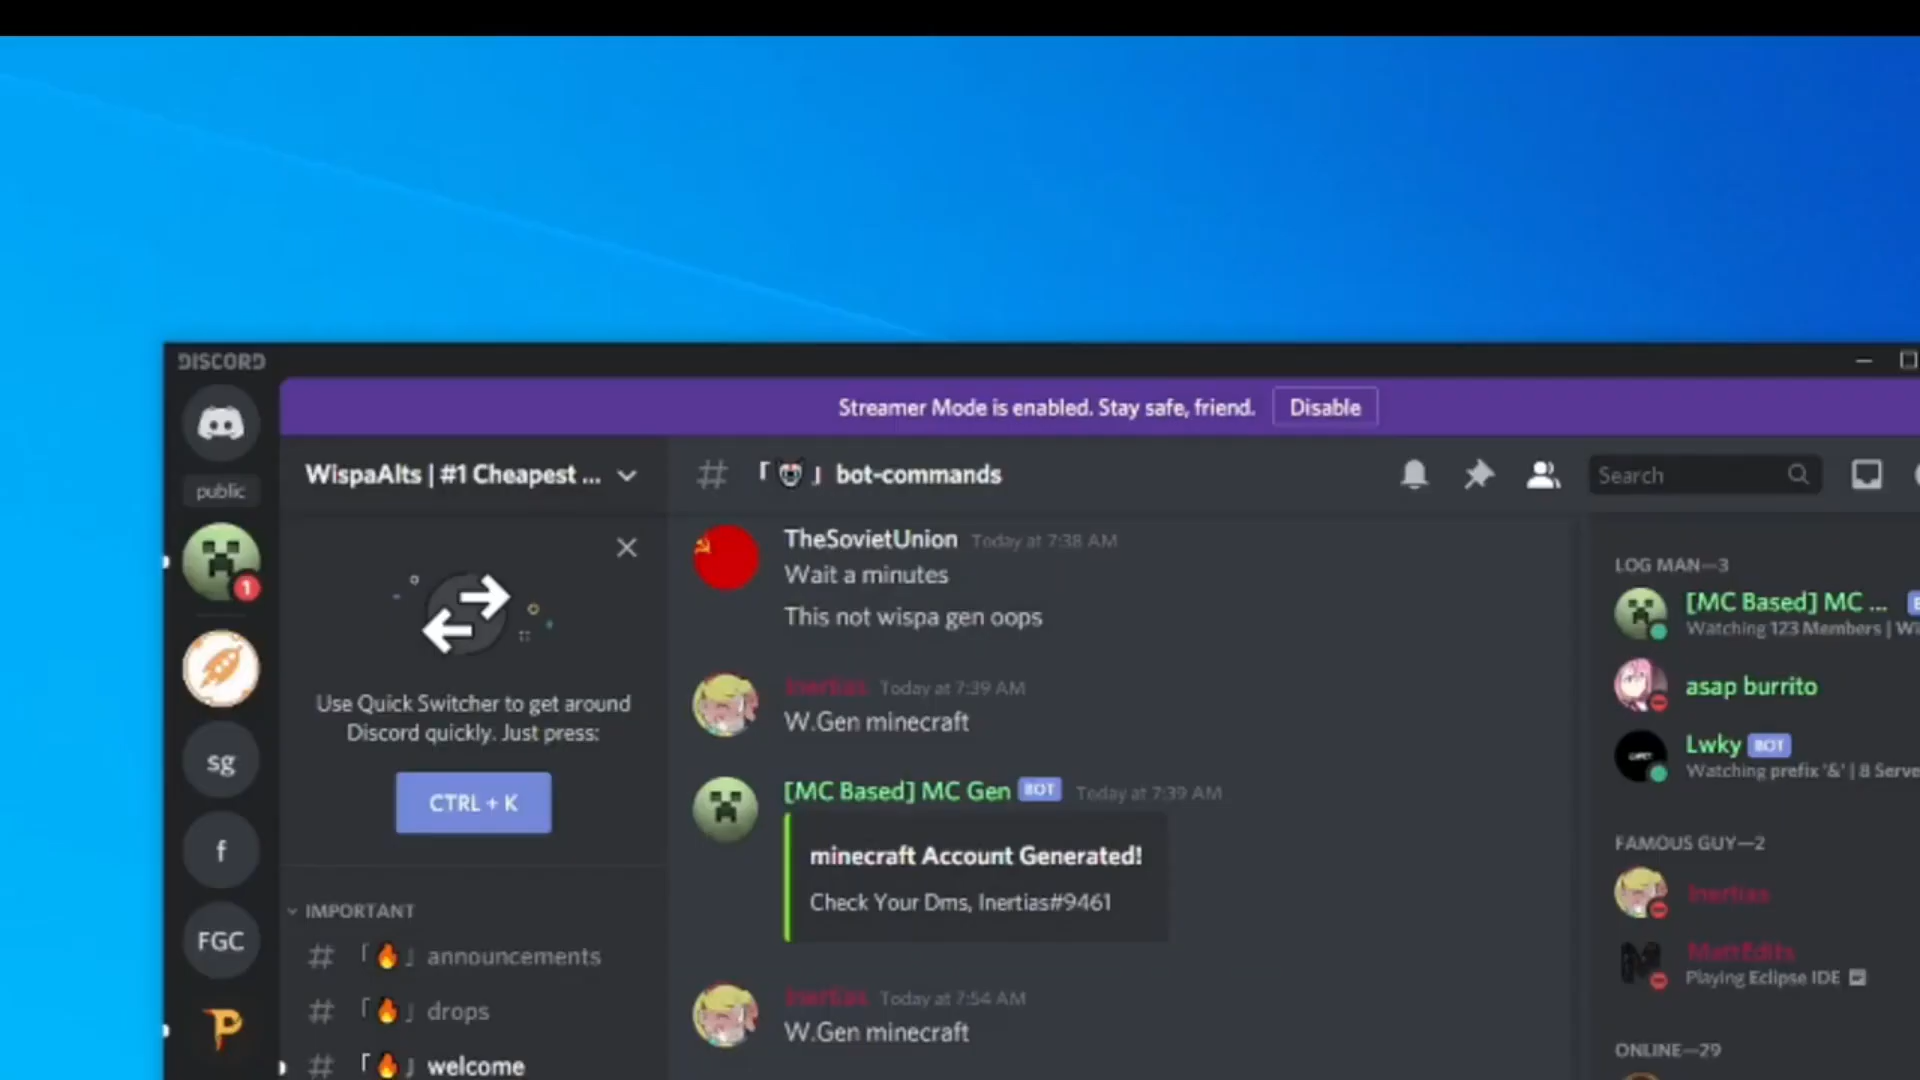 DISCORD
Streamer Mode is enabled. Stay safe, friend. Disable
public
1
sg
f
FGC
P
WispaAlts | #1 Cheapest ...
Use Quick Switcher to get around
Discord quickly. Just press:
CTRL + K
IMPORTANT
# 「🔥」 announcements
# 「🔥」 drops
# 「🔥」 welcome
# 「🤡」 bot-commands
Search
TheSovietUnion Today at 7:38 AM
Wait a minutes
This not wispa gen oops
Inertias Today at 7:39 AM
W.Gen minecraft
[MC Based] MC Gen BOT Today at 7:39 AM
minecraft Account Generated!
Check Your Dms, Inertias#9461
Inertias Today at 7:54 AM
W.Gen minecraft
LOG MAN—3
[MC Based] MC ...
Watching 123 Members |
asap burrito
Lwky BOT
Watching prefix '&' | 8 Serve
FAMOUS GUY—2
Inertias
MattEdits
Playing Eclipse IDE
ONLINE—29